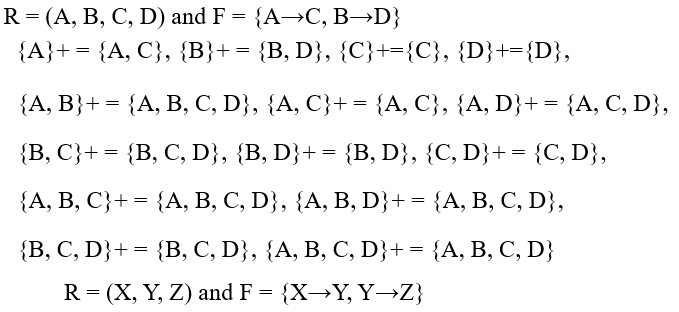 R = (A, B, C, D) and F = {A→C, B→D}
{A}+ = {A, C}, {B}+ = {B, D}, {C}+={C}, {D}+={D},
{A, B}+ = {A, B, C, D}, {A, C}+ = {A, C}, {A, D}+ = {A, C, D},
{B, C}+ = {B, C, D}, {B, D}+ = {B, D}, {C, D}+ = {C, D},
{A, B, C}+ = {A, B, C, D}, {A, B, D}+ = {A, B, C, D},
{B, C, D}+ = {B, C, D}, {A, B, C, D}+ = {A, B, C, D}
R = (X, Y, Z) and F = {X→Y, Y→Z}